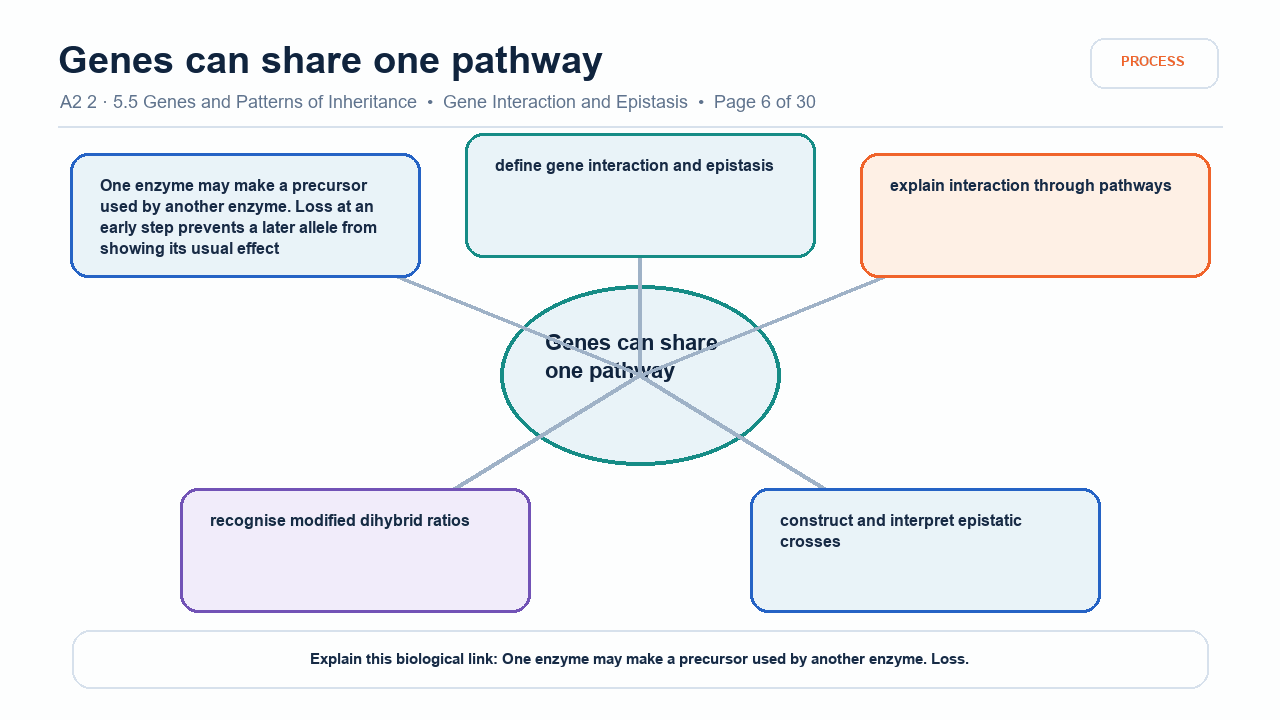 Genes can share one pathway
PROCESS
A2 2 · 5.5 Genes and Patterns of Inheritance • Gene Interaction and Epistasis • Page 6 of 30
One enzyme may make a precursor
used by another enzyme. Loss at an
early step prevents a later allele from
showing its usual effect
define gene interaction and epistasis
explain interaction through pathways
Genes can share
one pathway
recognise modified dihybrid ratios
construct and interpret epistatic
crosses
Explain this biological link: One enzyme may make a precursor used by another enzyme. Loss.